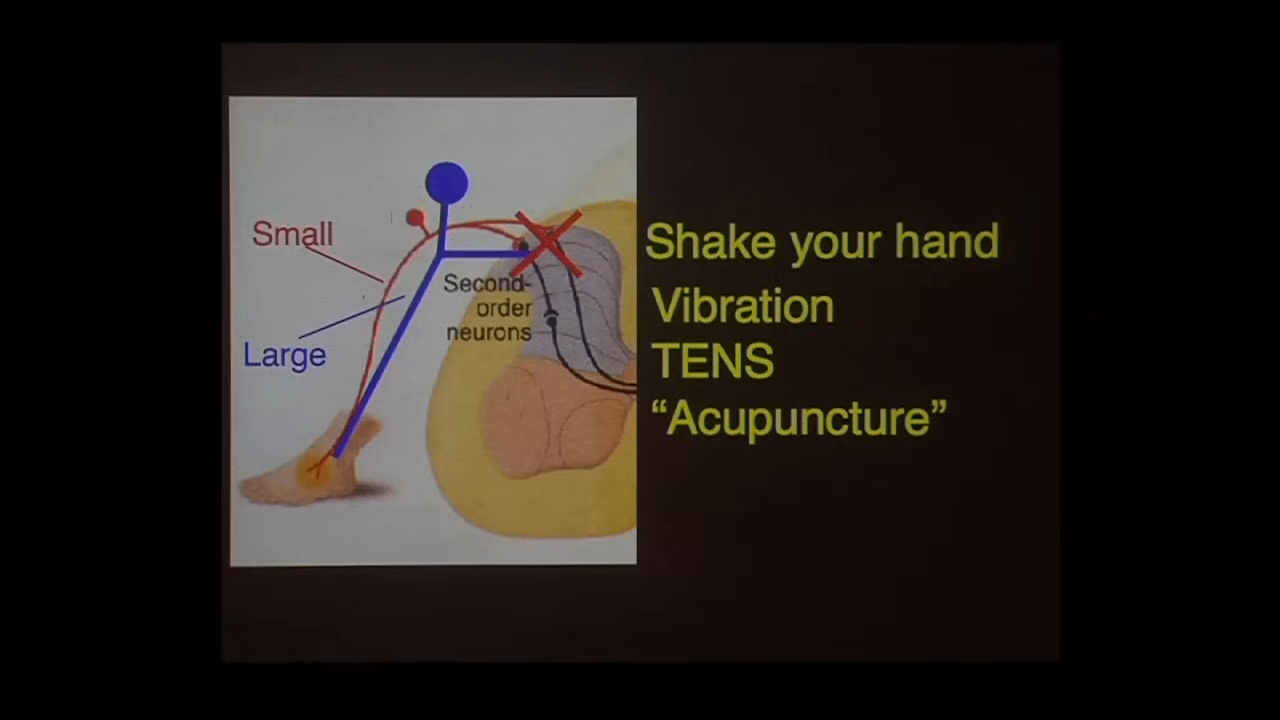 Small
Large
Second-
order
neurons
Shake your hand
Vibration
TENS
“Acupuncture”